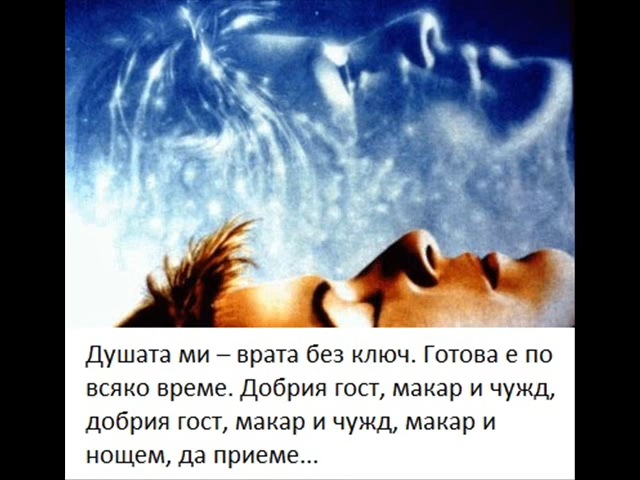 Душата ми – врата без ключ. Готова е по
всяко време. Добрия гост, макар и чужд,
добрия гост, макар и чужд, макар и
нощем, да приеме...